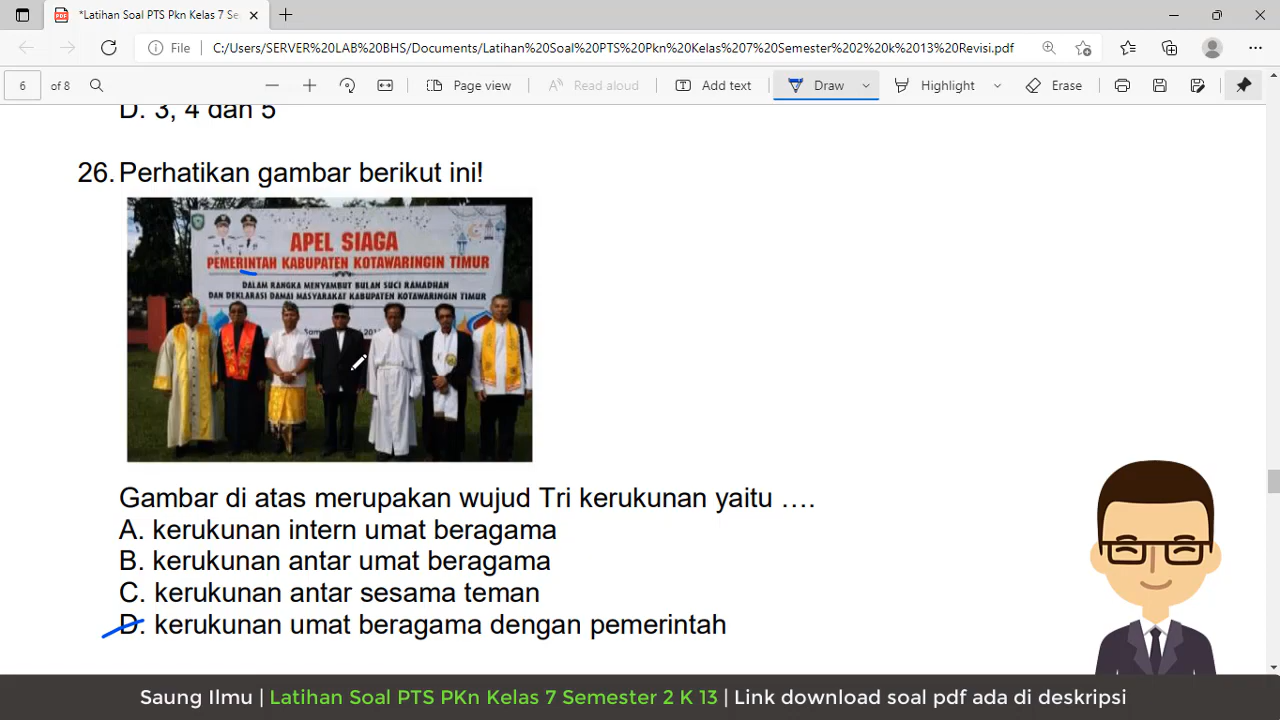 *Latihan Soal PTS Pkn Kelas 7 Se
File
C:/Users/SERVER%20LAB%20BHS/Documents/Latihan%20Soal%20PTS%20Pkn%20Kelas%207%20Semester%202%20k%2013%20Revisi.pdf
6 of 8
Page view
Read aloud
Add text
Draw
Highlight
Erase
D. 3, 4 dan 5
26. Perhatikan gambar berikut ini!
APEL SIAGA
PEMERINTAH KABUPATEN KOTAWARINGIN TIMUR
DALAM RANGKA MENYAMBUT BULAN SUCI RAMADHAN
DAN DEKLARASI DAMAI MASYARAKAT KABUPATEN KOTAWARINGIN TIMUR
Gambar di atas merupakan wujud Tri kerukunan yaitu ….
A. kerukunan intern umat beragama
B. kerukunan antar umat beragama
C. kerukunan antar sesama teman
D. kerukunan umat beragama dengan pemerintah
Saung Ilmu | Latihan Soal PTS PKn Kelas 7 Semester 2 K 13 | Link download soal pdf ada di deskripsi